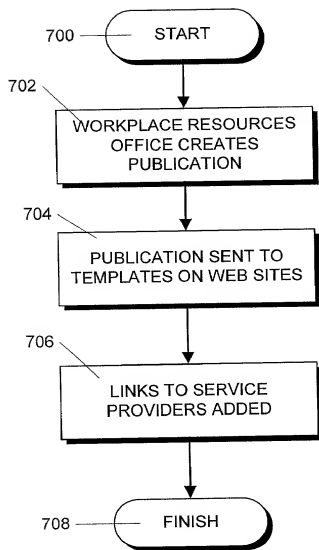 700
START
702
WORKPLACE RESOURCES
OFFICE CREATES
PUBLICATION
704
PUBLICATION SENT TO
TEMPLATES ON WEB SITES
706
LINKS TO SERVICE
PROVIDERS ADDED
708
FINISH